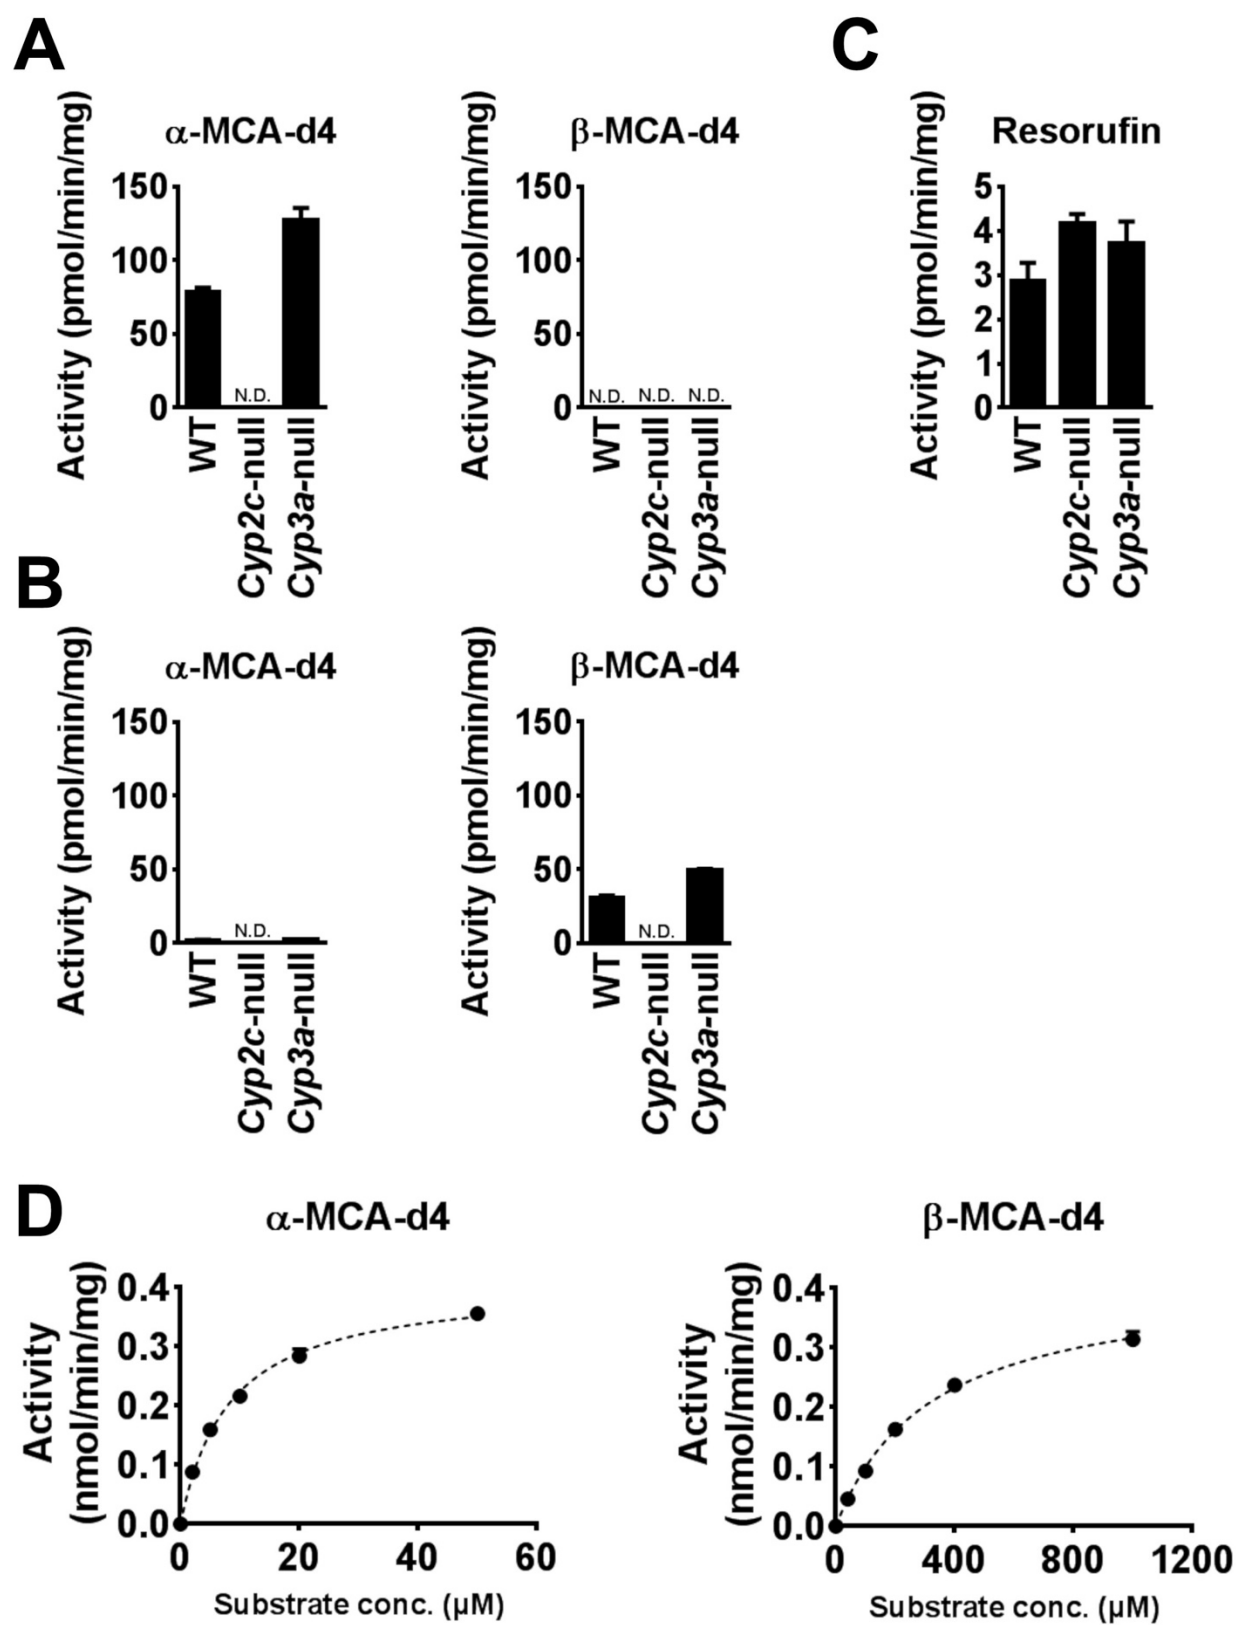 A
α-MCA-d4
Activity (pmol/min/mg)
150
100
50
0
N.D.
WT
Cyp2c-null
Cyp3a-null
β-MCA-d4
Activity (pmol/min/mg)
150
100
50
0
N.D. N.D. N.D.
WT
Cyp2c-null
Cyp3a-null
C
Resorufin
Activity (pmol/min/mg)
5
4
3
2
1
0
WT
Cyp2c-null
Cyp3a-null
B
α-MCA-d4
Activity (pmol/min/mg)
150
100
50
0
N.D.
WT
Cyp2c-null
Cyp3a-null
β-MCA-d4
Activity (pmol/min/mg)
150
100
50
0
N.D.
WT
Cyp2c-null
Cyp3a-null
D
α-MCA-d4
Activity
(nmol/min/mg)
0.4
0.3
0.2
0.1
0.0
0 20 40 60
Substrate conc. (µM)
β-MCA-d4
Activity
(nmol/min/mg)
0.4
0.3
0.2
0.1
0.0
0 400 800 1200
Substrate conc. (µM)